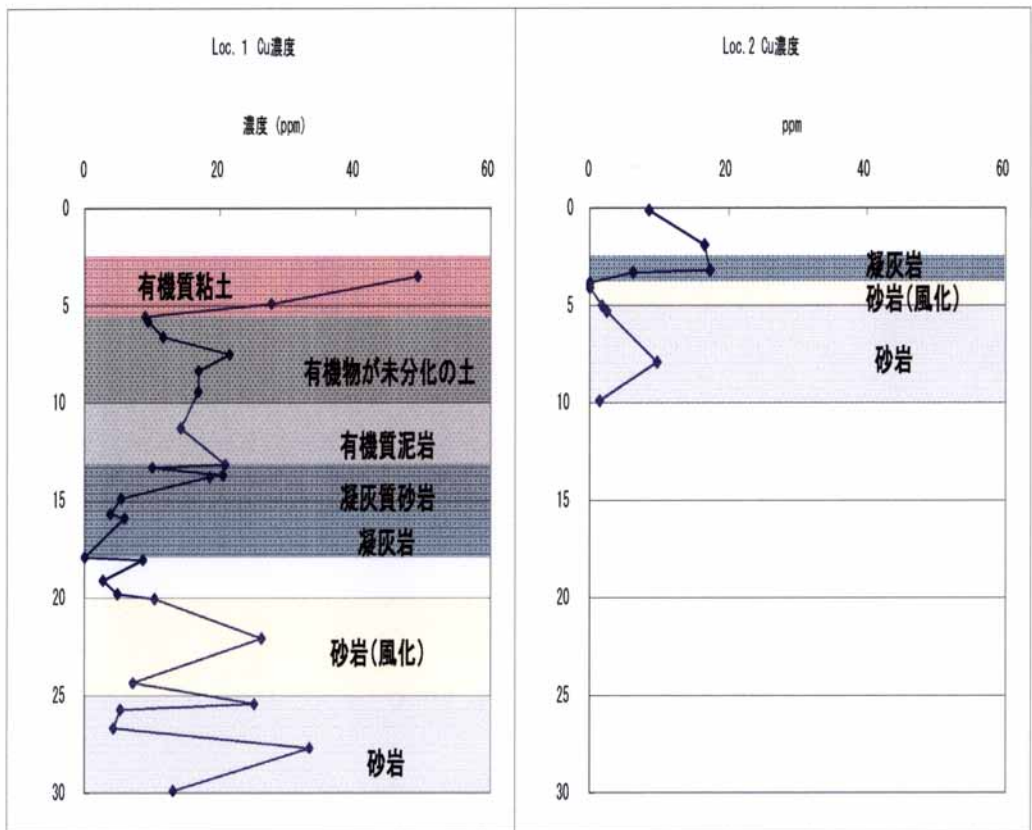 Loc. 1 Cu濃度
濃度 (ppm)
0 20 40 60
0
5
10
15
20
25
30
有機質粘土
有機物が未分化の土
有機質泥岩
凝灰質砂岩
凝灰岩
砂岩(風化)
砂岩
Loc.2 Cu濃度
ppm
0 20 40 60
0
5
10
15
20
25
30
凝灰岩
砂岩(風化)
砂岩